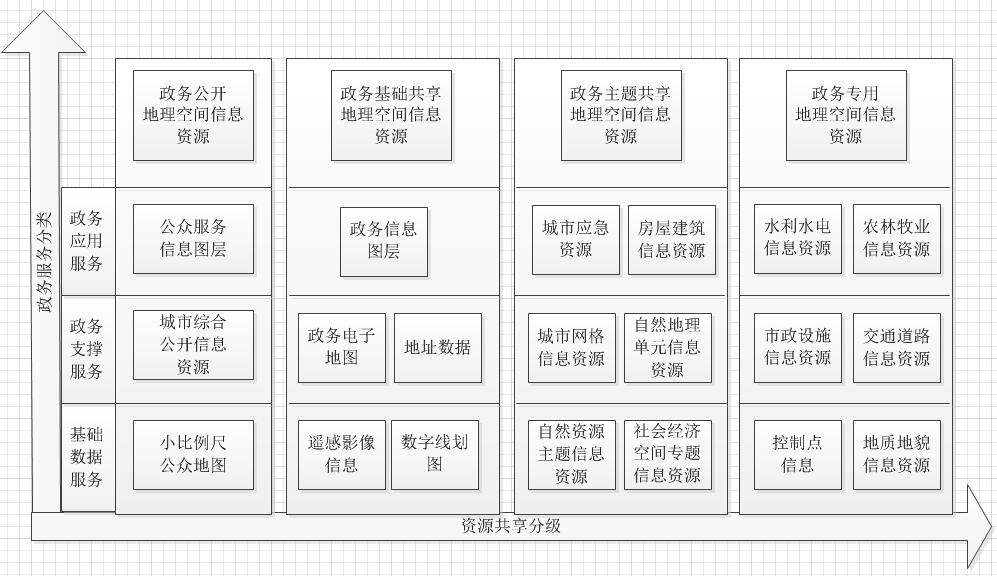 政务公开
地理空间信息
资源
政务基础共享
地理空间信息
资源
政务主题共享
地理空间信息
资源
政务专用
地理空间信息
资源
政务服务分类
政务
应用
服务
公众服务
信息图层
政务信息
图层
城市应急
资源
房屋建筑
信息资源
水利水电
信息资源
农林牧业
信息资源
政务
支撑
服务
城市综合
公开信息
资源
政务电子
地图
地址数据
城市网格
信息资源
自然地理
单元信息
资源
市政设施
信息资源
交通道路
信息资源
基础
数据
服务
小比例尺
公众地图
遥感影像
信息
数字线划
图
自然资源
主题信息
资源
社会经济
空间专题
信息资源
控制点
信息
地质地貌
信息资源
资源共享分级